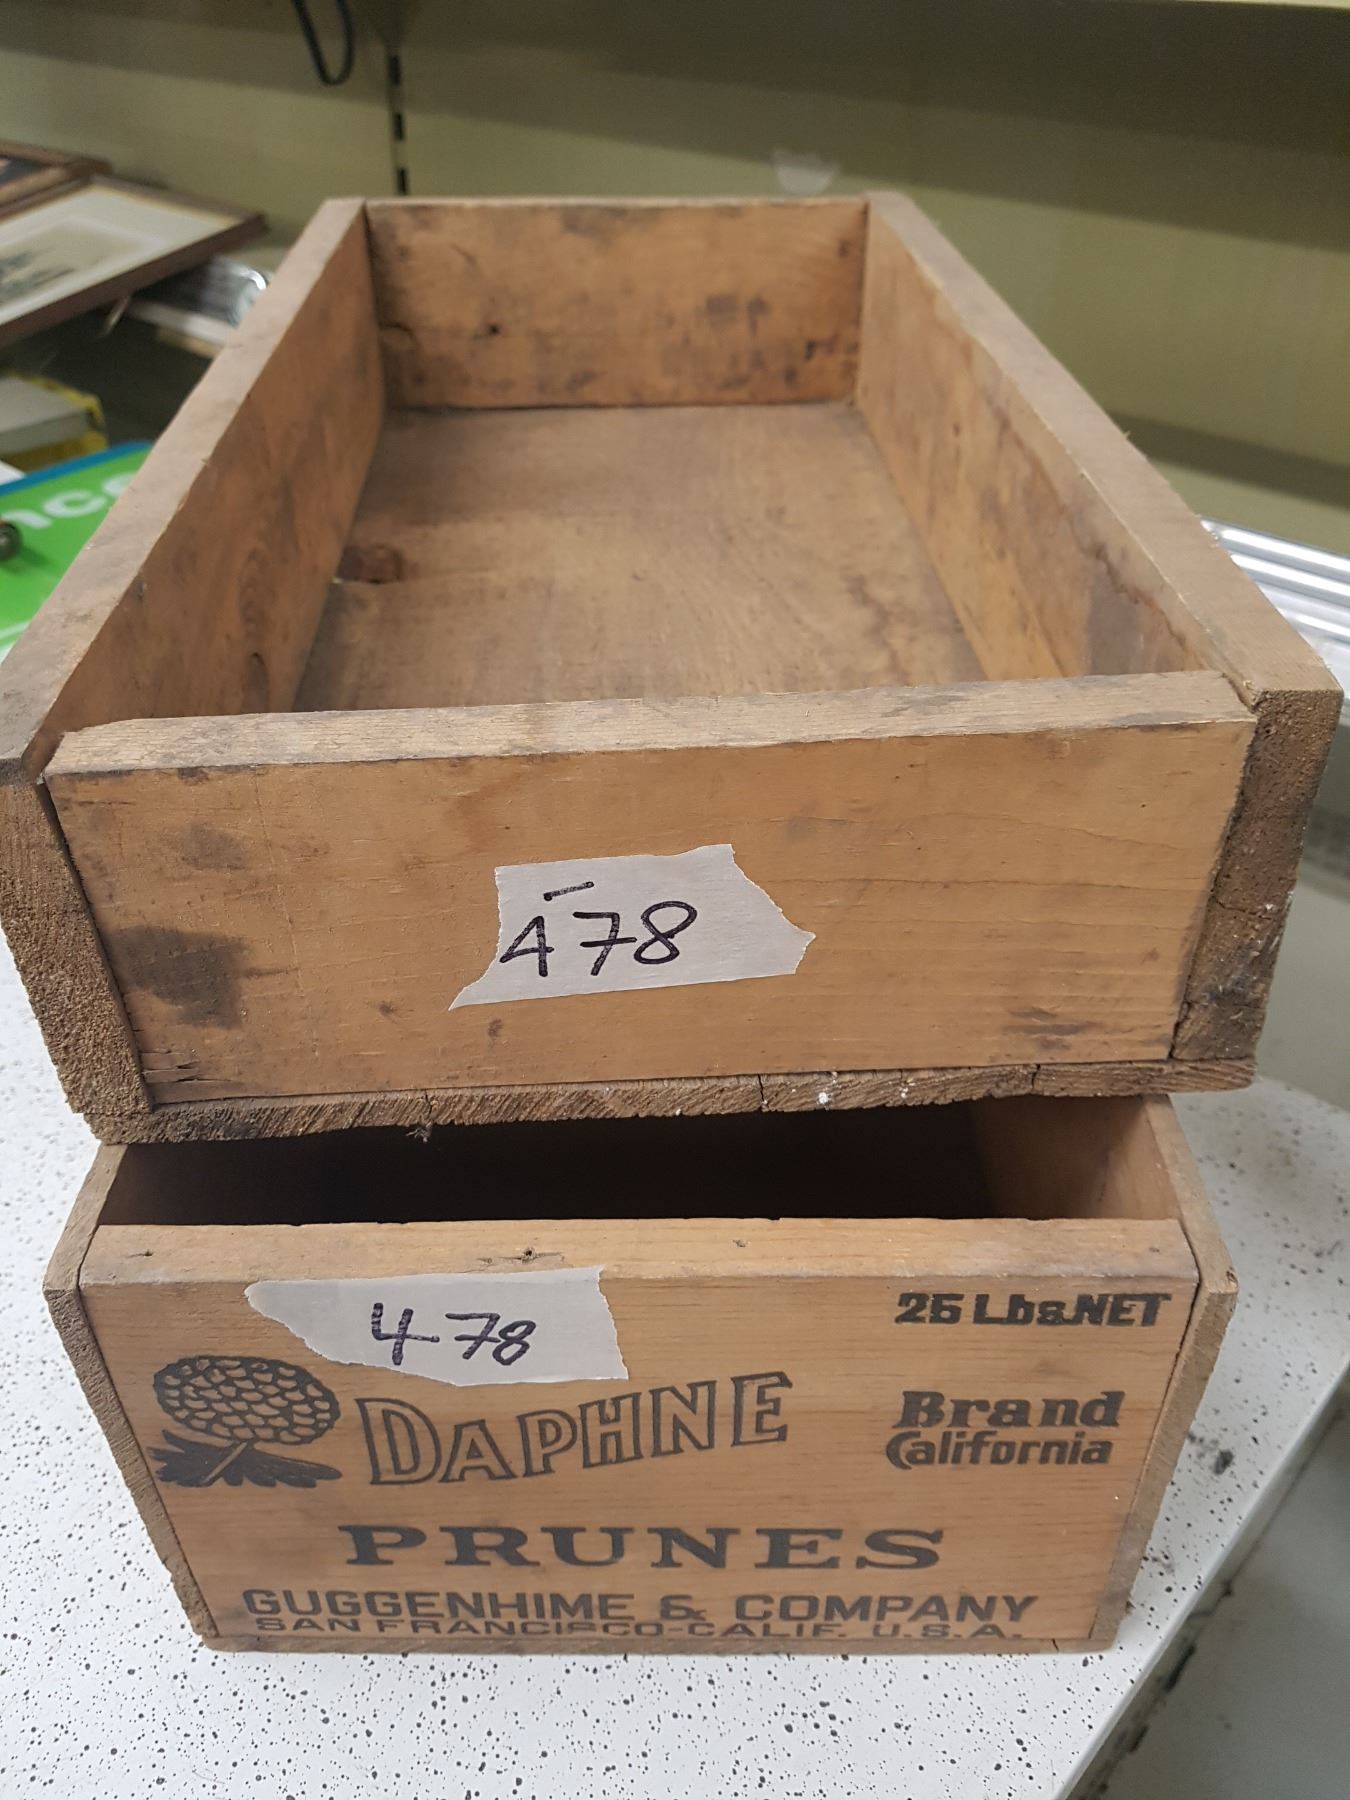 478
478
25 Lbs. NET
DAPHNE
Brand
California
PRUNES
GUGGENHIME & COMPANY
SAN FRANCISCO-CALIF. U.S.A.